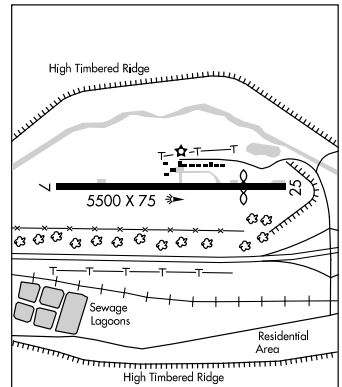 High Timbered Ridge
T
T
T
7
25
5500 X 75
T
T
T
T
Sewage
Lagoons
Residential
Area
High Timbered Ridge